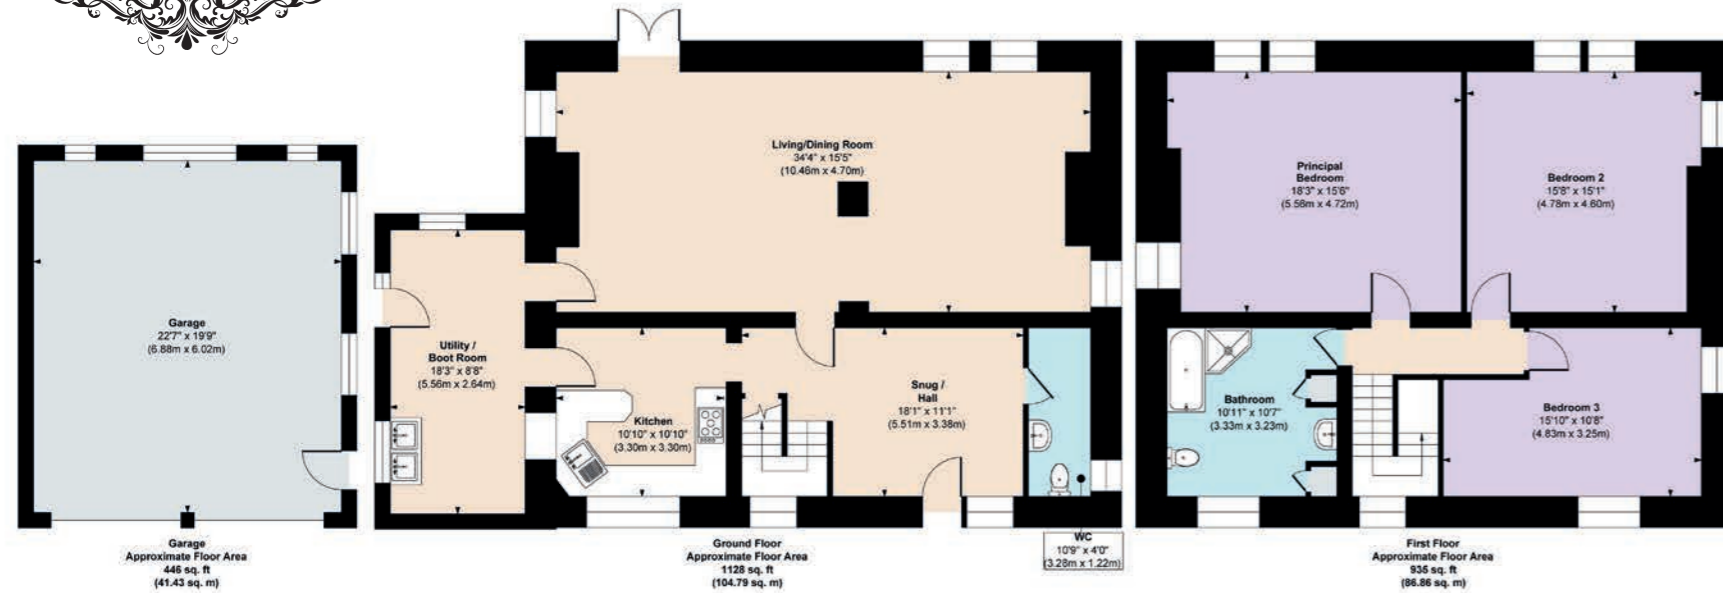 Garage
22'7" x 19'9"
(6.88m x 6.02m)
Utility /
Boot Room
18'3" x 8'8"
(5.56m x 2.64m)
Living/Dining Room
34'4" x 15'5"
(10.46m x 4.70m)
Kitchen
10'10" x 10'10"
(3.30m x 3.30m)
Snug /
Hall
18'1" x 11'1"
(5.51m x 3.38m)
WC
10'9" x 4'0"
(3.28m x 1.22m)
Principal
Bedroom
18'3" x 15'6"
(5.56m x 4.72m)
Bedroom 2
15'8" x 15'1"
(4.78m x 4.60m)
Bathroom
10'11" x 10'7"
(3.33m x 3.23m)
Bedroom 3
15'10" x 10'8"
(4.83m x 3.25m)
Garage
Approximate Floor Area
446 sq. ft
(41.43 sq. m)
Ground Floor
Approximate Floor Area
1128 sq. ft
(104.79 sq. m)
First Floor
Approximate Floor Area
935 sq. ft
(86.86 sq. m)